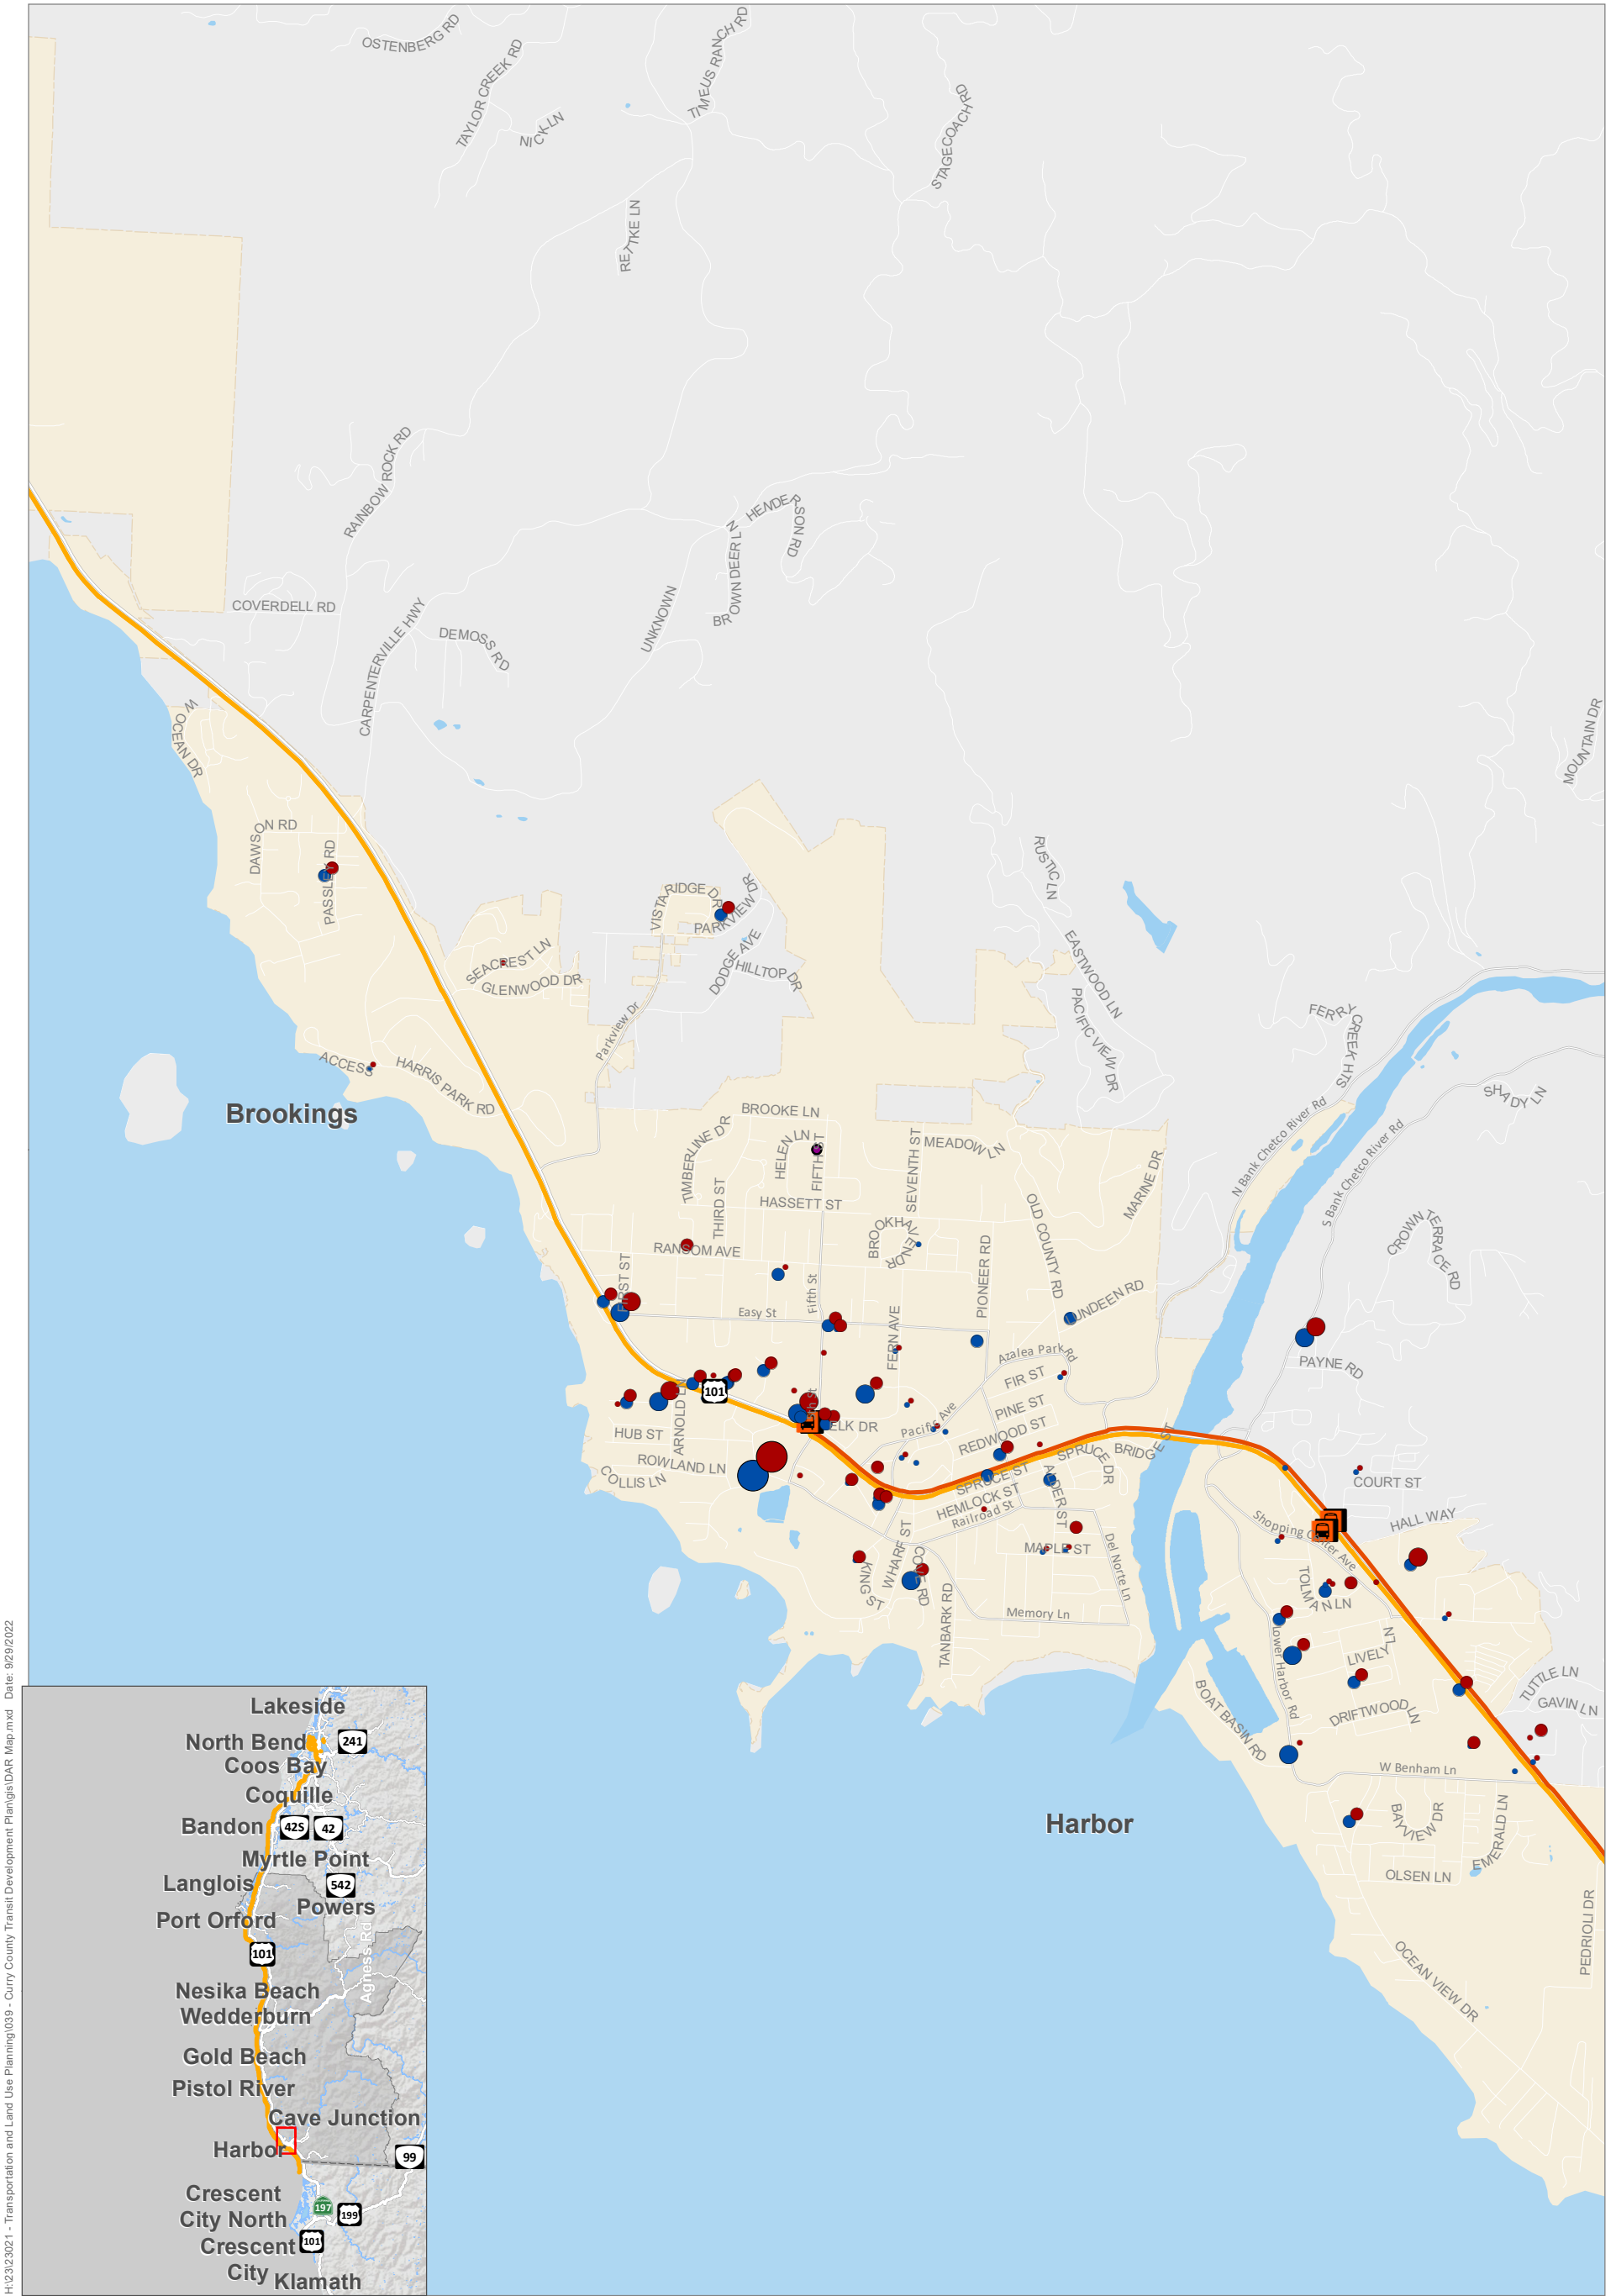 OSTENBERG RD
TAYLOR CREEK RD
NICK LN
TIMEUS RANCH RD
STAGECOACH RD
RETTKE LN
RAINBOW ROCK RD
HENDERSON RD
BROWN DEER LN
UNKNOWN
COVERDELL RD
CARPENTERVILLE HWY
DEMOSS RD
W OCEAN DR
MOUNTAIN DR
DAWSON RD
PASSLEY RD
RUSTIC LN
VISTA RIDGE DR
PARKVIEW DR
DODGE AVE
HILLTOP DR
SEACREST LN
GLENWOOD DR
EASTWOOD LN
PACIFIC VIEW DR
Parkview Dr
FERRY CREEK HTS
SHADY LN
ACCESS
HARRIS PARK RD
Brookings
N Bank Chetco River Rd
S Bank Chetco River Rd
BROOKE LN
TIMBERLINE DR
HELEN LN
FIFTH ST
SEVENTH ST
MEADOW LN
MARINE DR
THIRD ST
HASSETT ST
OLD COUNTY RD
CROWN TERRACE RD
BROOKHAVEN DR
RANSOM AVE
PIONEER RD
FIRST ST
Fifth St
Easy St
FERN AVE
LUNDEEN RD
Azalea Park Rd
PAYNE RD
FIR ST
101
ARNOLD LN
PINE ST
ELK DR
Pacific Ave
REDWOOD ST
HUB ST
SPRUCE DR
BRIDGE ST
ROWLAND LN
COLLIS LN
SPRUCE ST
ALDER ST
COURT ST
HEMLOCK ST
Railroad St
HALL WAY
Shopping Center Ave
WHARF ST
MAPLE ST
Del Norte Ln
KING ST
COVE RD
TANBARK RD
Memory Ln
TOLMAN LN
Lower Harbor Rd
LIVELY LN
TUTTLE LN
GAVIN LN
BOAT BASIN RD
DRIFTWOOD LN
W Benham Ln
Harbor
BAYVIEW DR
EMERALD LN
OLSEN LN
PEDRIOLI DR
OCEAN VIEW DR
H:\23\23021 - Transportation and Land Use Planning\039 - Curry County Transit Development Plan\gis\DAR Map.mxd Date: 9/29/2022
Lakeside
North Bend
241
Coos Bay
Coquille
Bandon
42S
42
Myrtle Point
Langlois
542
Powers
Port Orford
101
Agness Rd
Nesika Beach
Wedderburn
Gold Beach
Pistol River
Cave Junction
Harbor
99
Crescent
City North
197
199
Crescent
City
101
Klamath